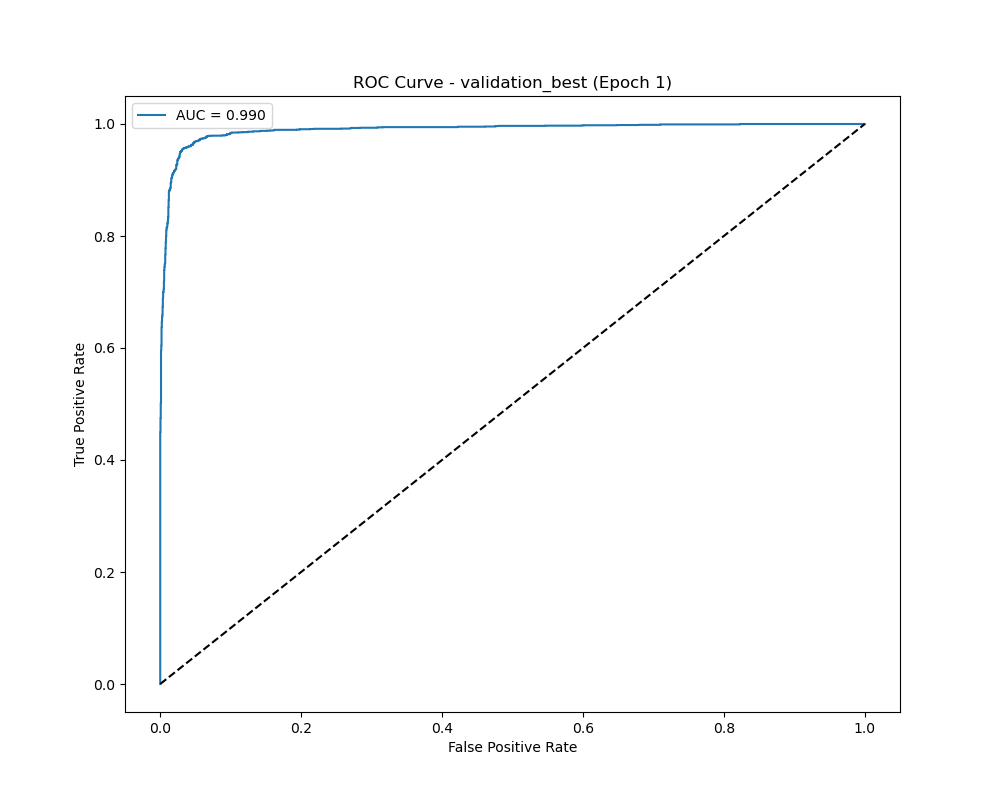 ROC Curve - validation_best (Epoch 1)
AUC = 0.990
1.0
0.8
0.6
0.4
0.2
0.0
True Positive Rate
0.0 0.2 0.4 0.6 0.8 1.0
False Positive Rate